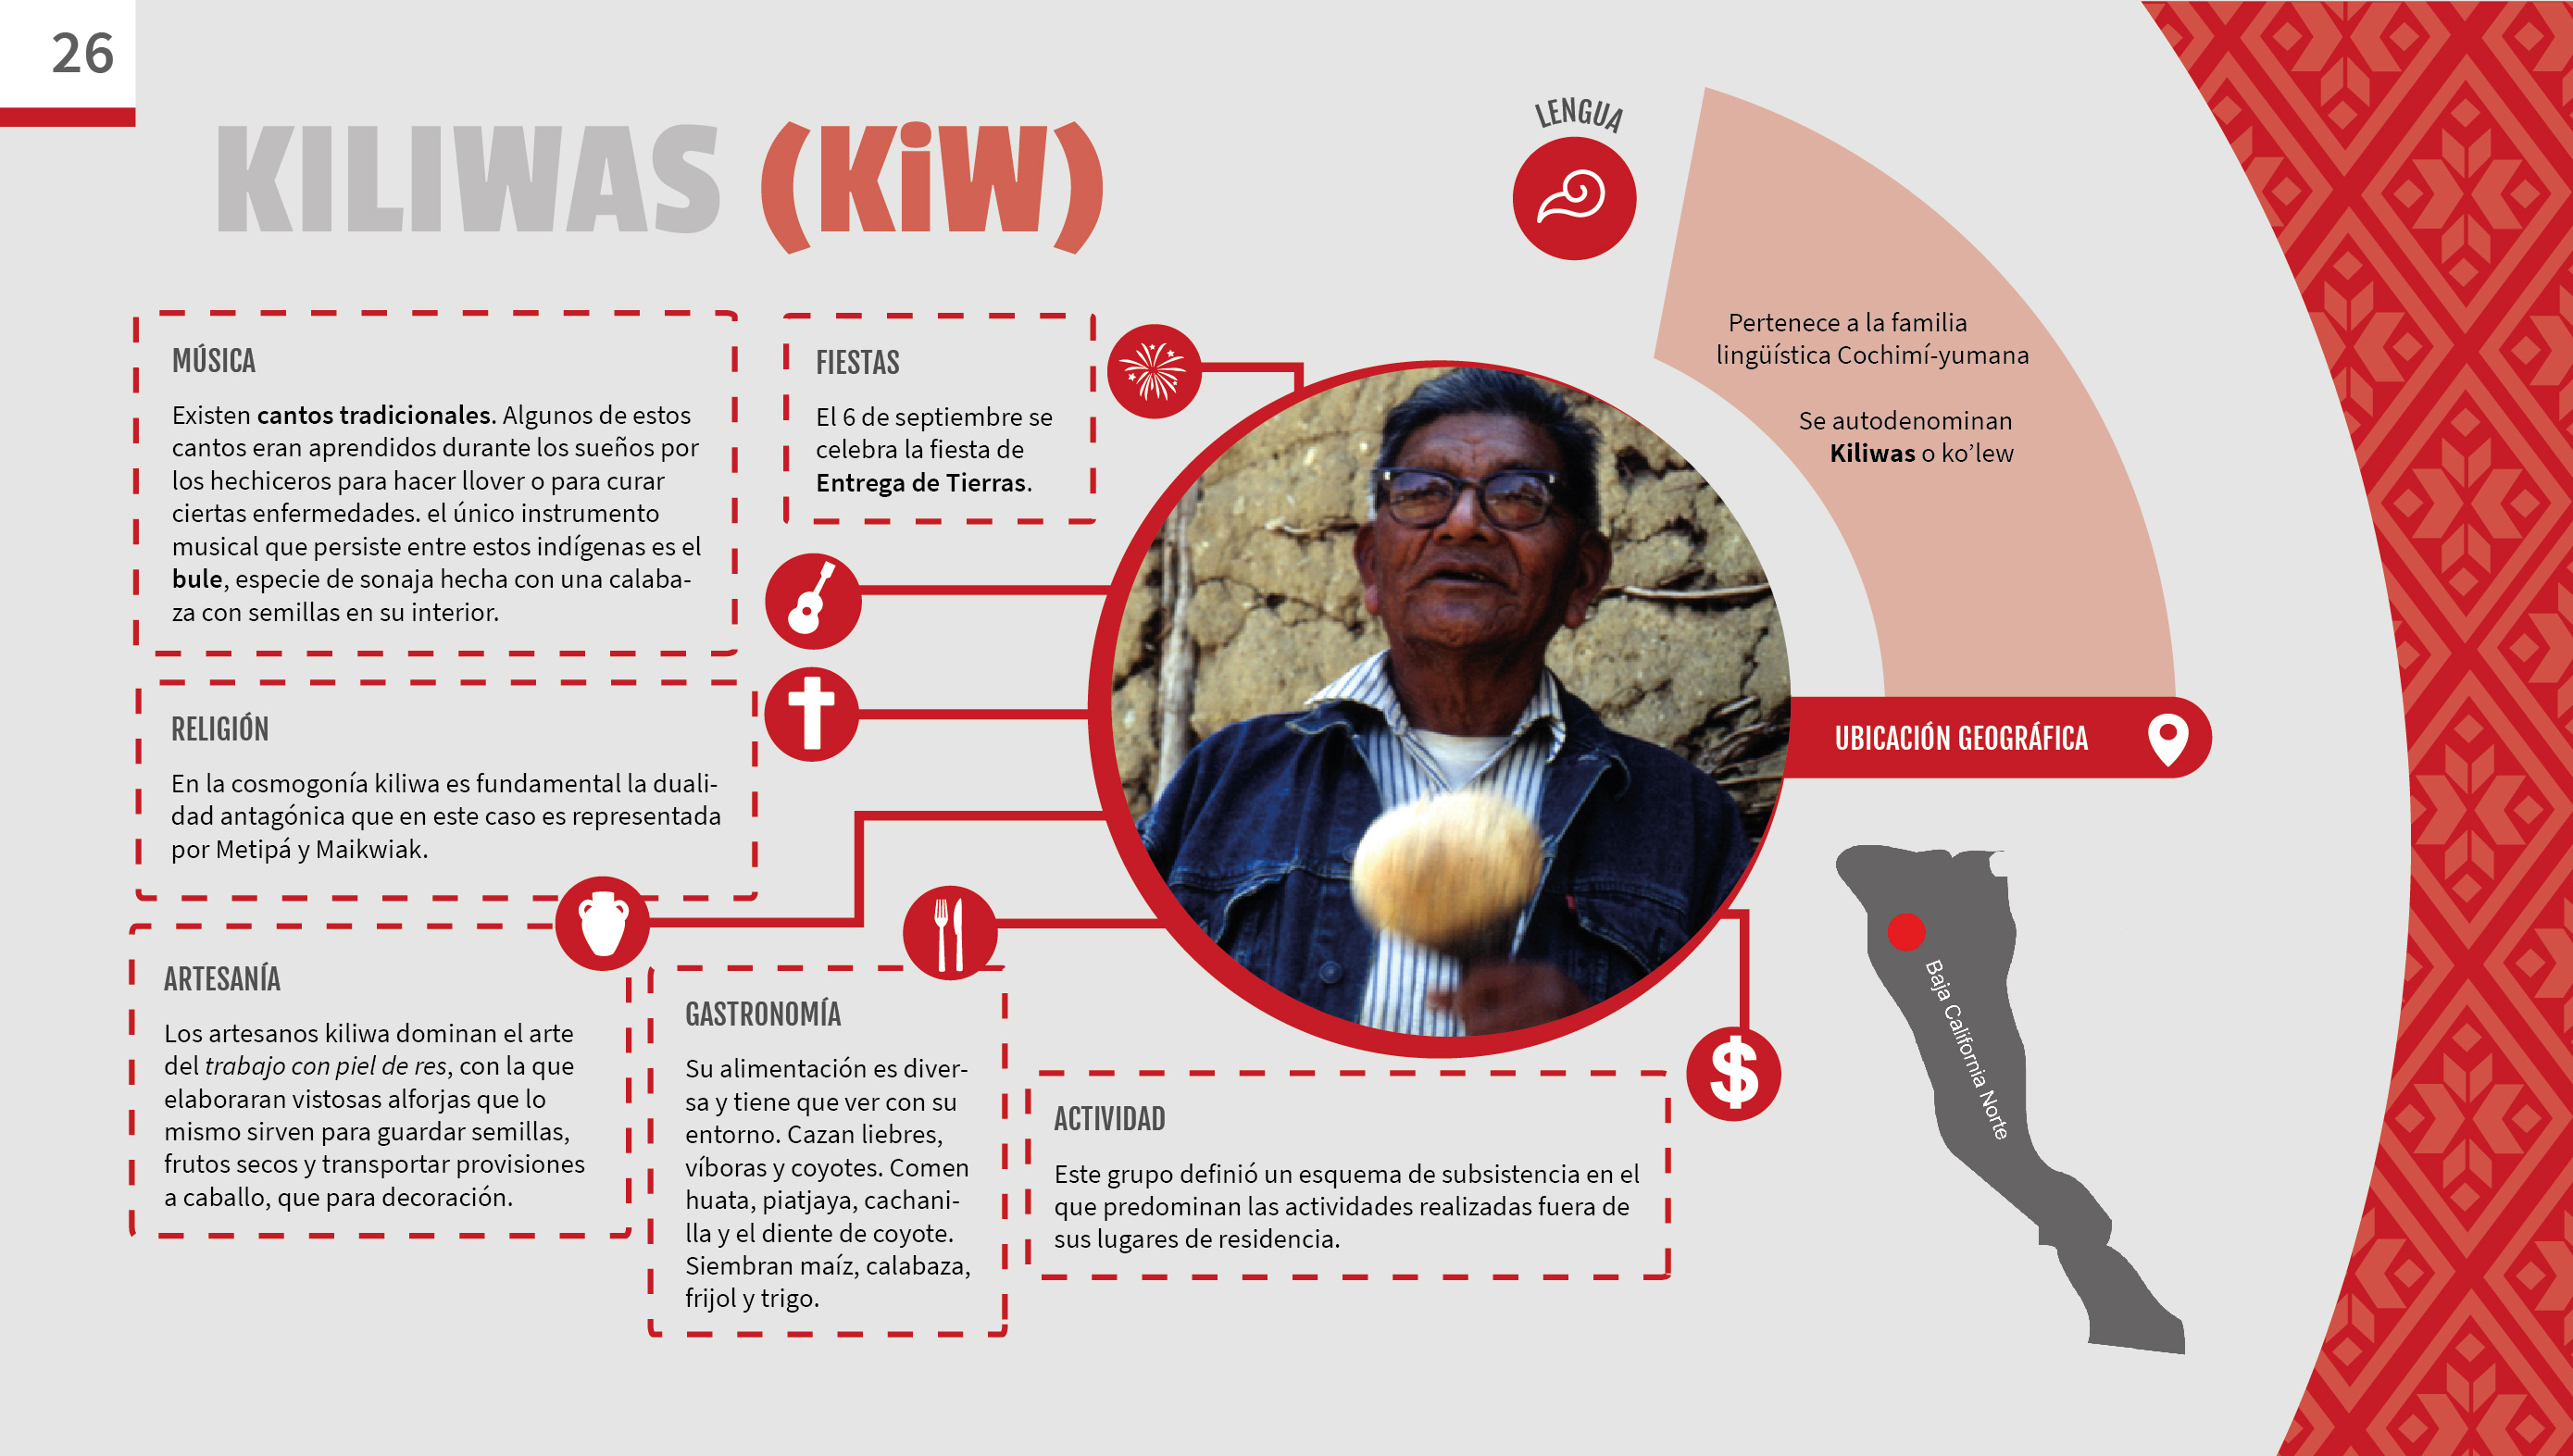 26
KILIWAS (KiW)
LENGUA
Pertenece a la familia
lingüística Cochimí-yumana
Se autodenominan
Kiliwas o ko’lew
MÚSICA
Existen cantos tradicionales. Algunos de estos
cantos eran aprendidos durante los sueños por
los hechiceros para hacer llover o para curar
ciertas enfermedades. el único instrumento
musical que persiste entre estos indígenas es el
bule, especie de sonaja hecha con una calaba-
za con semillas en su interior.
FIESTAS
El 6 de septiembre se
celebra la fiesta de
Entrega de Tierras.
RELIGIÓN
En la cosmogonía kiliwa es fundamental la duali-
dad antagónica que en este caso es representada
por Metipá y Maikwiak.
UBICACIÓN GEOGRÁFICA
Baja California Norte
ARTESANÍA
Los artesanos kiliwa dominan el arte
del trabajo con piel de res, con la que
elaboraran vistosas alforjas que lo
mismo sirven para guardar semillas,
frutos secos y transportar provisiones
a caballo, que para decoración.
GASTRONOMÍA
Su alimentación es diver-
sa y tiene que ver con su
entorno. Cazan liebres,
víboras y coyotes. Comen
huata, piatjaya, cachani-
lla y el diente de coyote.
Siembran maíz, calabaza,
frijol y trigo.
$
ACTIVIDAD
Este grupo definió un esquema de subsistencia en el
que predominan las actividades realizadas fuera de
sus lugares de residencia.